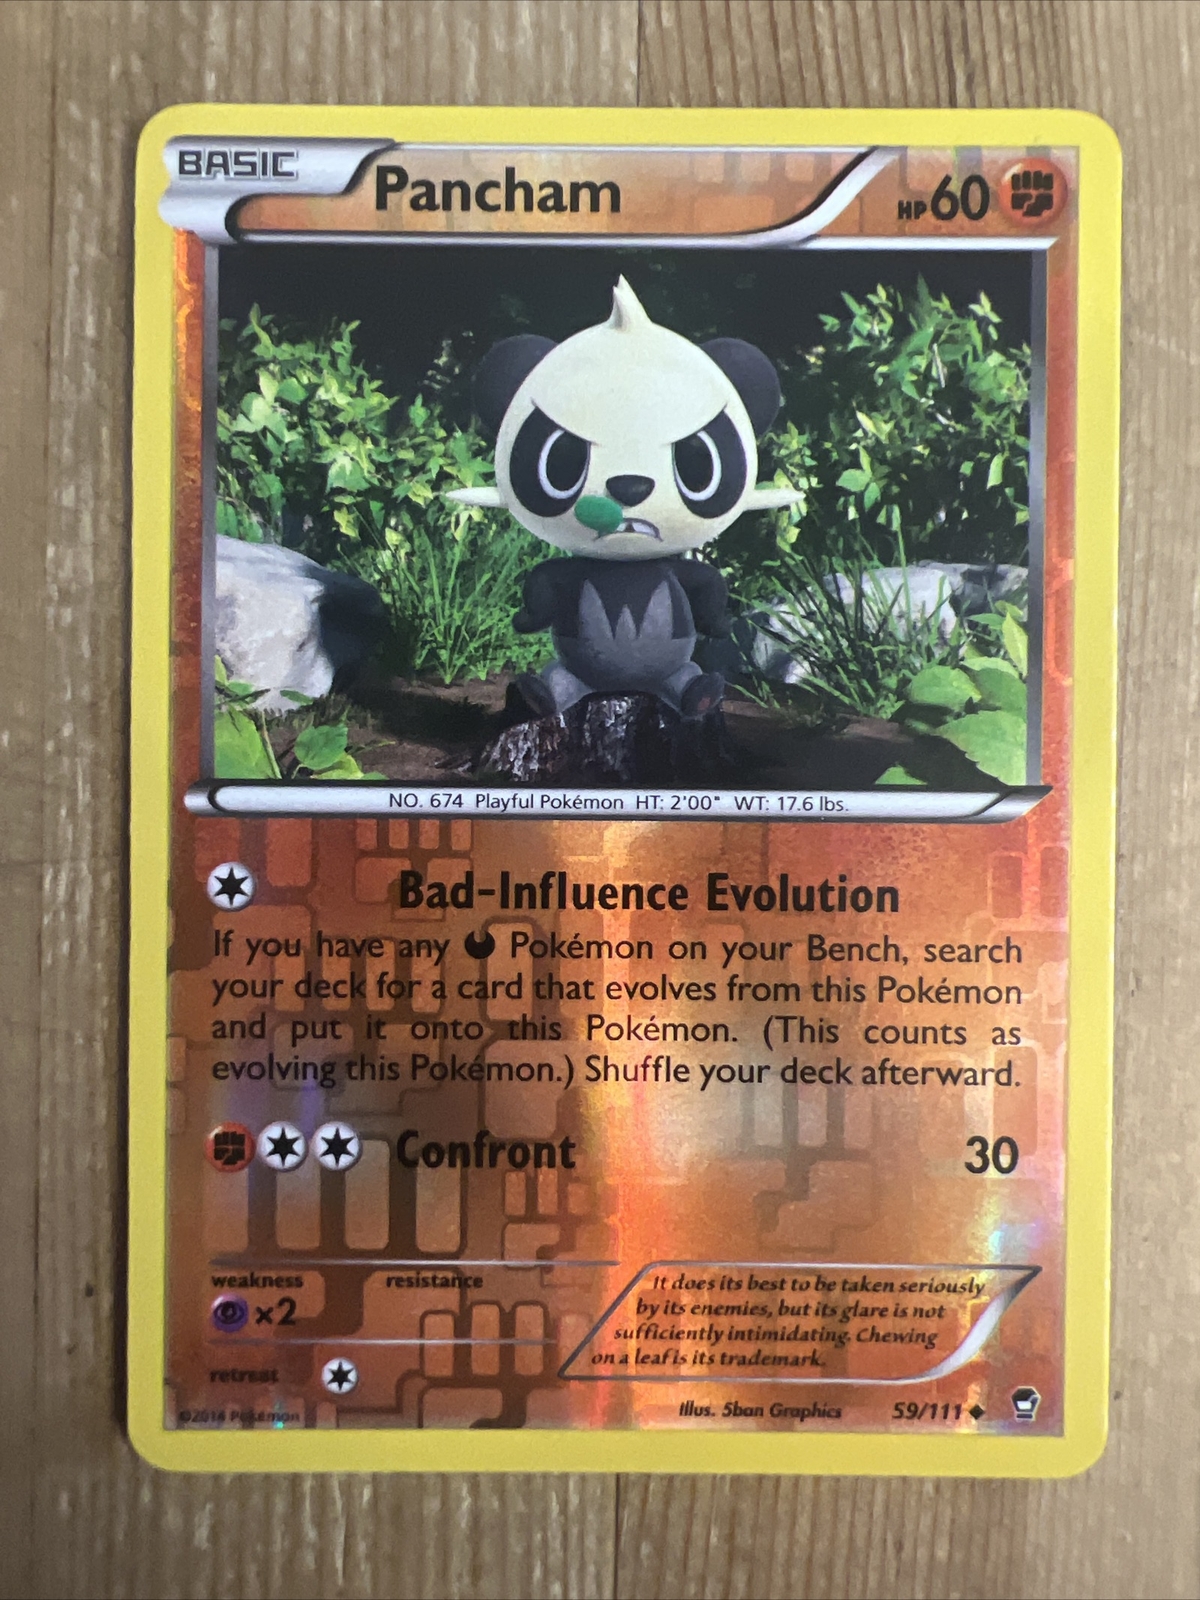 BASIC
Pancham
HP 60
NO. 674 Playful Pokémon HT: 2'00" WT: 17.6 lbs.
Bad-Influence Evolution
If you have any Pokémon on your Bench, search
your deck for a card that evolves from this Pokémon
and put it onto this Pokémon. (This counts as
evolving this Pokémon.) Shuffle your deck afterward.
Confront 30
weakness resistance
×2
It does its best to be taken seriously
by its enemies, but its glare is not
sufficiently intimidating. Chewing
on a leaf is its trademark.
retreat
©2014 Pokémon
Illus. 5ban Graphics
59/111